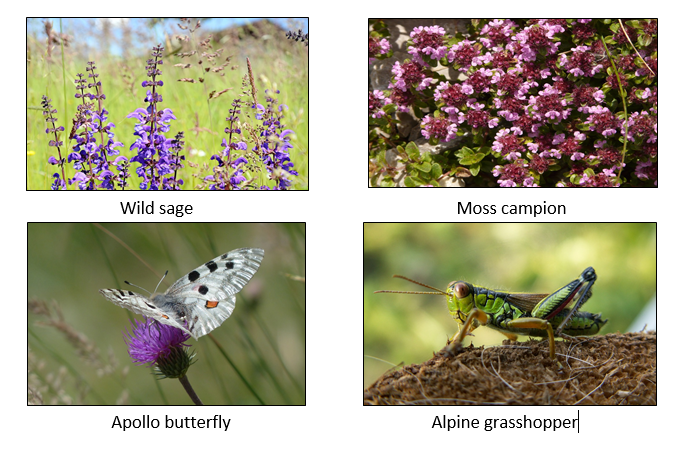 Wild sage
Moss campion
Apollo butterfly
Alpine grasshopper